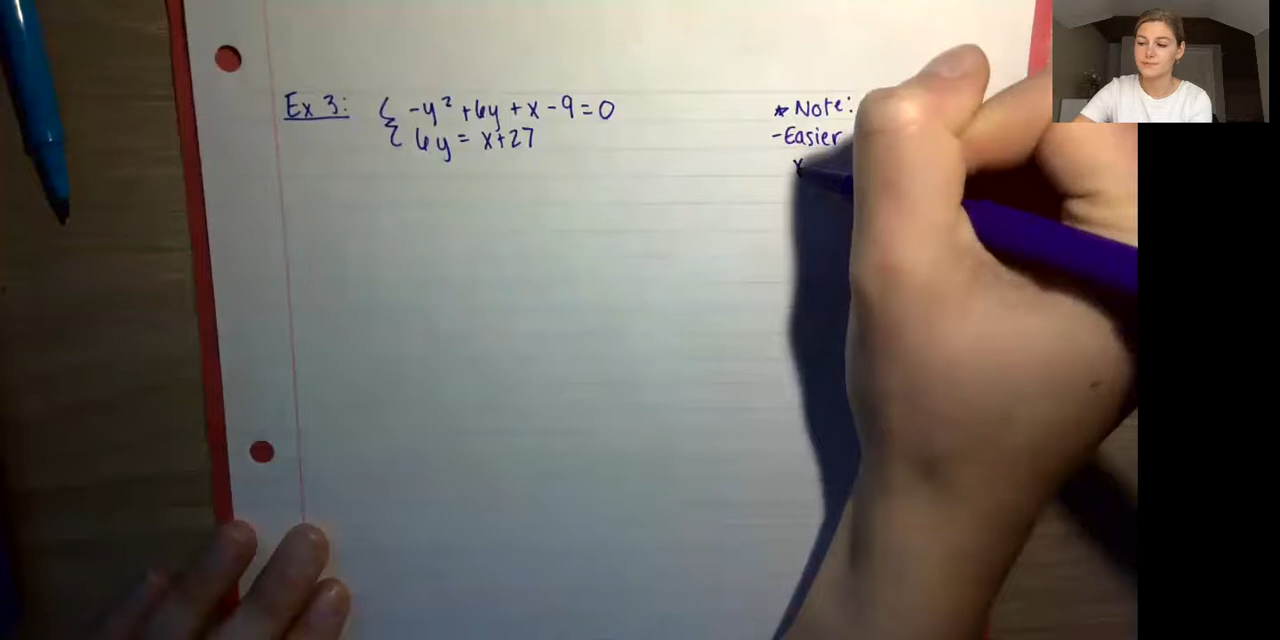 Ex 3: { -y² + 6y + x - 9 = 0
6y = x + 27
* Note:
- Easier
x